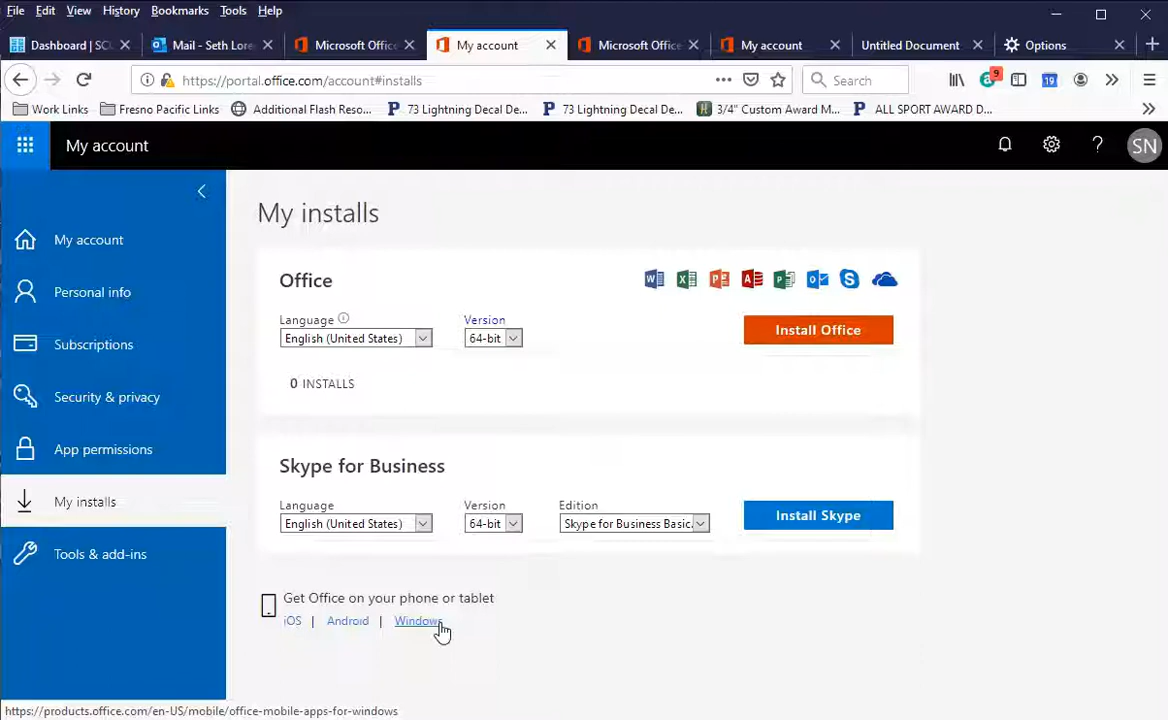 File Edit View History Bookmarks Tools Help
Dashboard | SC
Mail - Seth Lore
Microsoft Office
My account
Microsoft Office
My account
Untitled Document
Options
https://portal.office.com/account#installs
Search
9
19
Work Links
Fresno Pacific Links
Additional Flash Reso...
73 Lightning Decal De...
73 Lightning Decal De...
3/4" Custom Award M...
ALL SPORT AWARD D...
My account
?
SN
My account
Personal info
Subscriptions
Security & privacy
App permissions
My installs
Tools & add-ins
My installs
Office
Language
Version
English (United States)
64-bit
Install Office
0 INSTALLS
Skype for Business
Language
Version
Edition
English (United States)
64-bit
Skype for Business Basic.
Install Skype
Get Office on your phone or tablet
iOS | Android | Windows
https://products.office.com/en-US/mobile/office-mobile-apps-for-windows